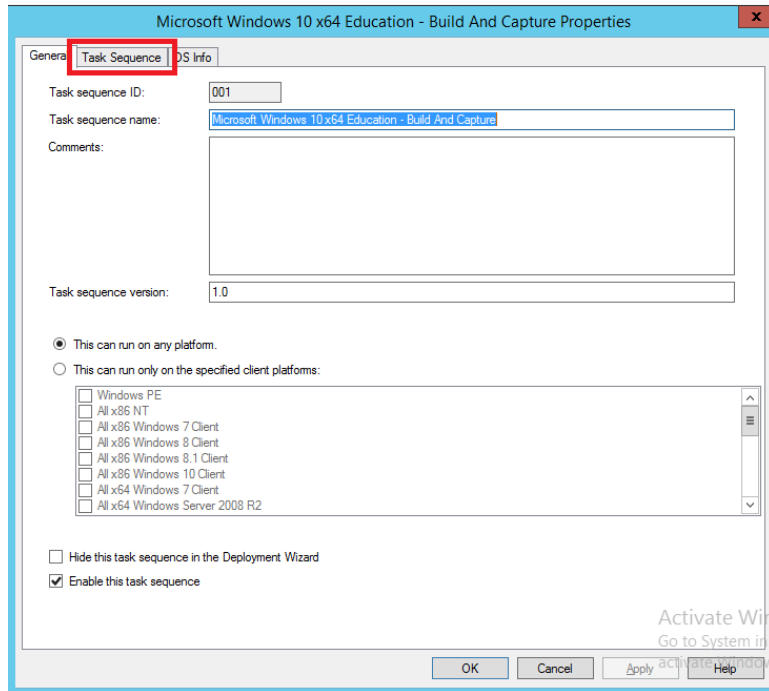 Microsoft Windows 10 x64 Education - Build And Capture Properties
x
General Task Sequence OS Info
Task sequence ID: 001
Task sequence name: Microsoft Windows 10 x64 Education - Build And Capture
Comments:
Task sequence version: 1.0
This can run on any platform.
This can run only on the specified client platforms:
Windows PE
All x86 NT
All x86 Windows 7 Client
All x86 Windows 8 Client
All x86 Windows 8.1 Client
All x86 Windows 10 Client
All x64 Windows 7 Client
All x64 Windows Server 2008 R2
Hide this task sequence in the Deployment Wizard
Enable this task sequence
Activate Wi
Go to System in
activate Window
OK Cancel Apply Help